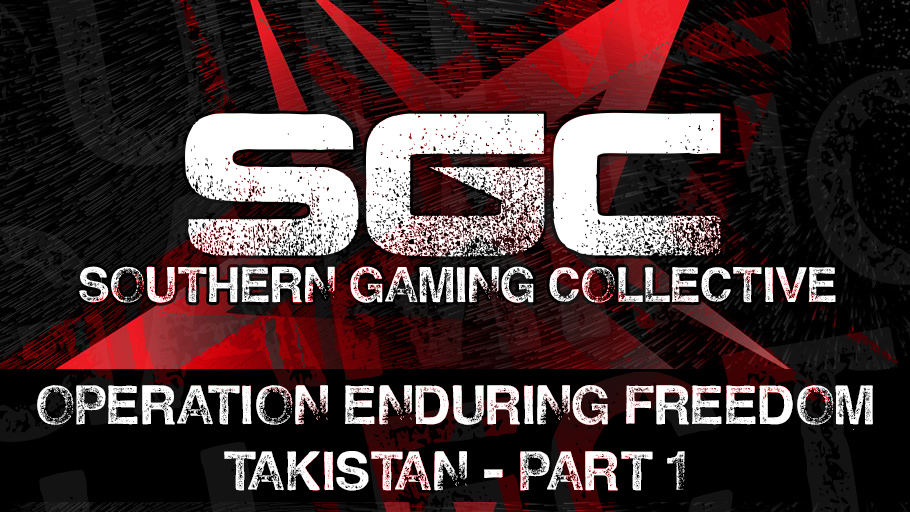 SGC
SOUTHERN GAMING COLLECTIVE
OPERATION ENDURING FREEDOM
TAKISTAN - PART 1